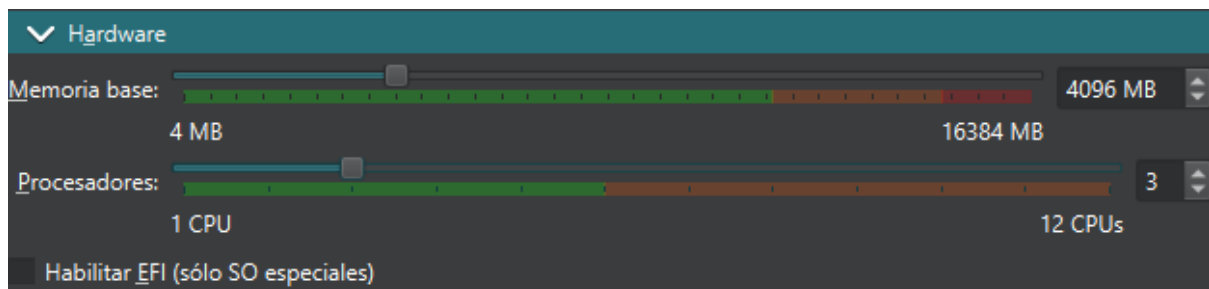 Hardware
Memoria base: 4096 MB
4 MB 16384 MB
Procesadores: 3
1 CPU 12 CPUs
Habilitar EFI (sólo SO especiales)